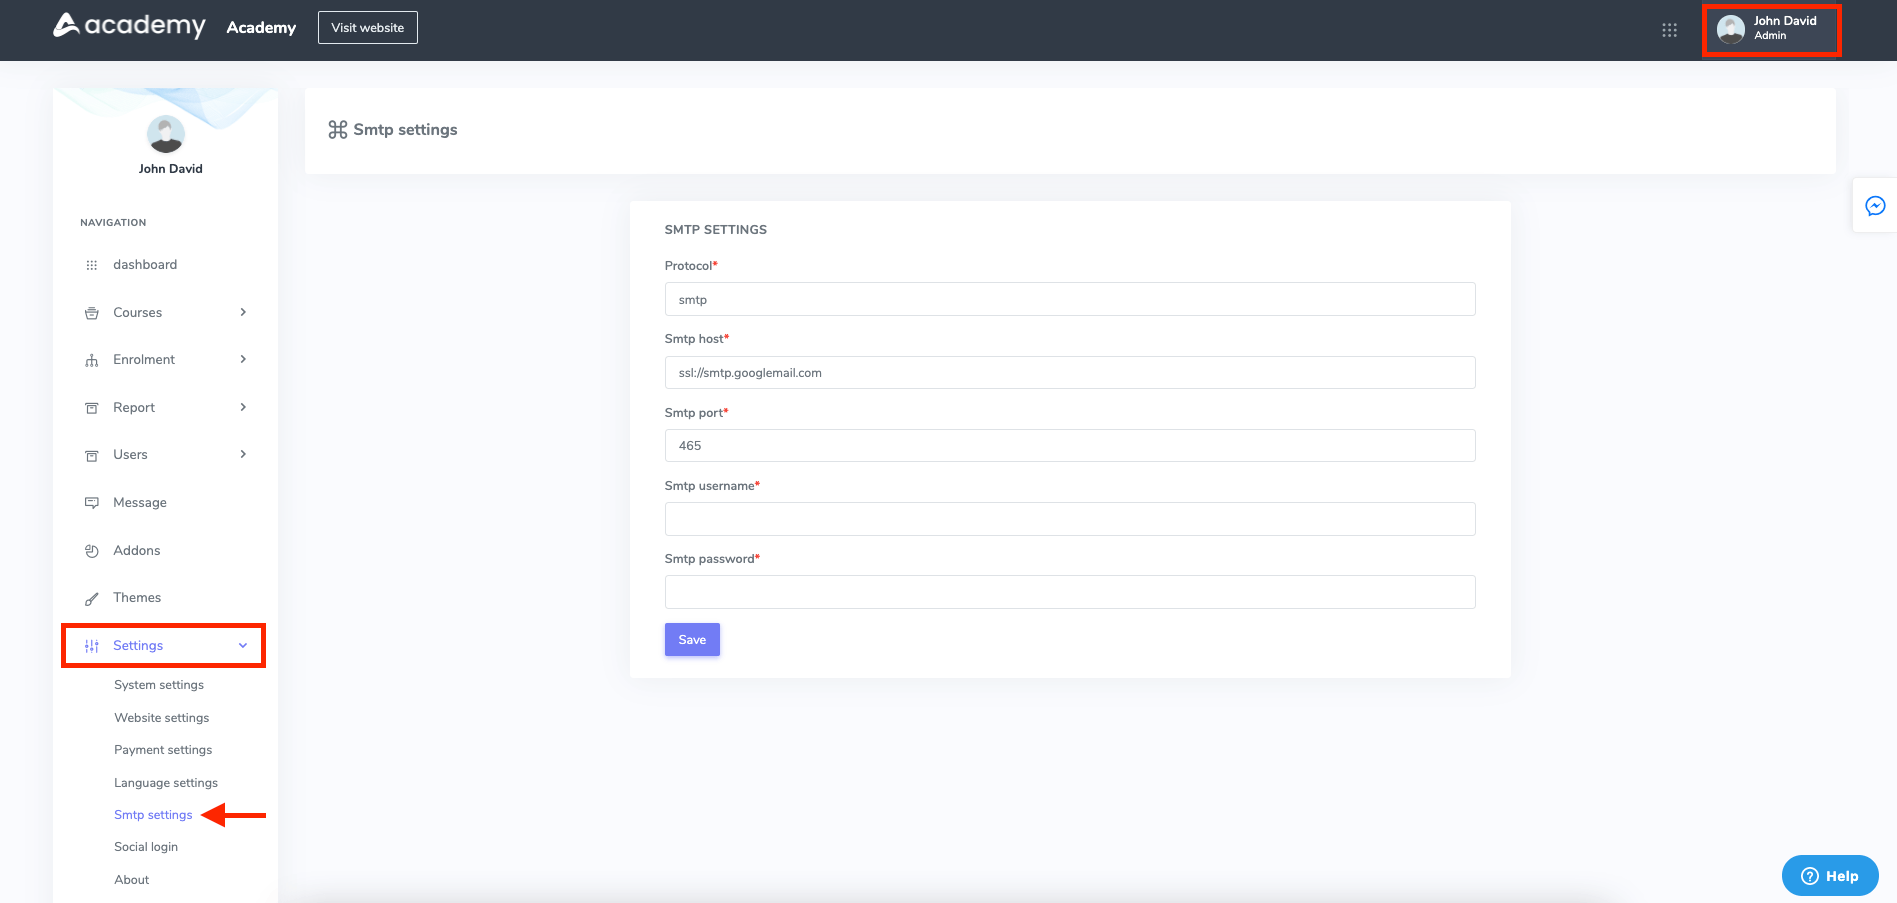 academy Academy Visit website
John David
Admin
John David
NAVIGATION
dashboard
Courses
Enrolment
Report
Users
Message
Addons
Themes
Settings
System settings
Website settings
Payment settings
Language settings
Smtp settings
Social login
About
Smtp settings
SMTP SETTINGS
Protocol*
smtp
Smtp host*
ssl://smtp.googlemail.com
Smtp port*
465
Smtp username*
Smtp password*
Save
Help